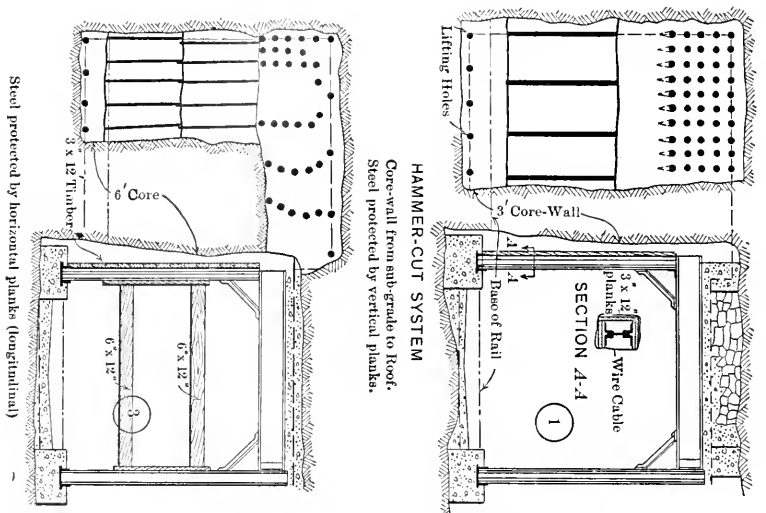 Lifting Holes
3' Core-Wall
A
A
3 x 12"
planks
Wire Cable
SECTION A-A
Base of Rail
1
HAMMER-CUT SYSTEM
Core-wall from sub-grade to Roof.
Steel protected by vertical planks.
6' Core
3 x 12" Timber
6" x 12"
6" x 12"
3
Steel protected by horizontal planks (longitudinal)